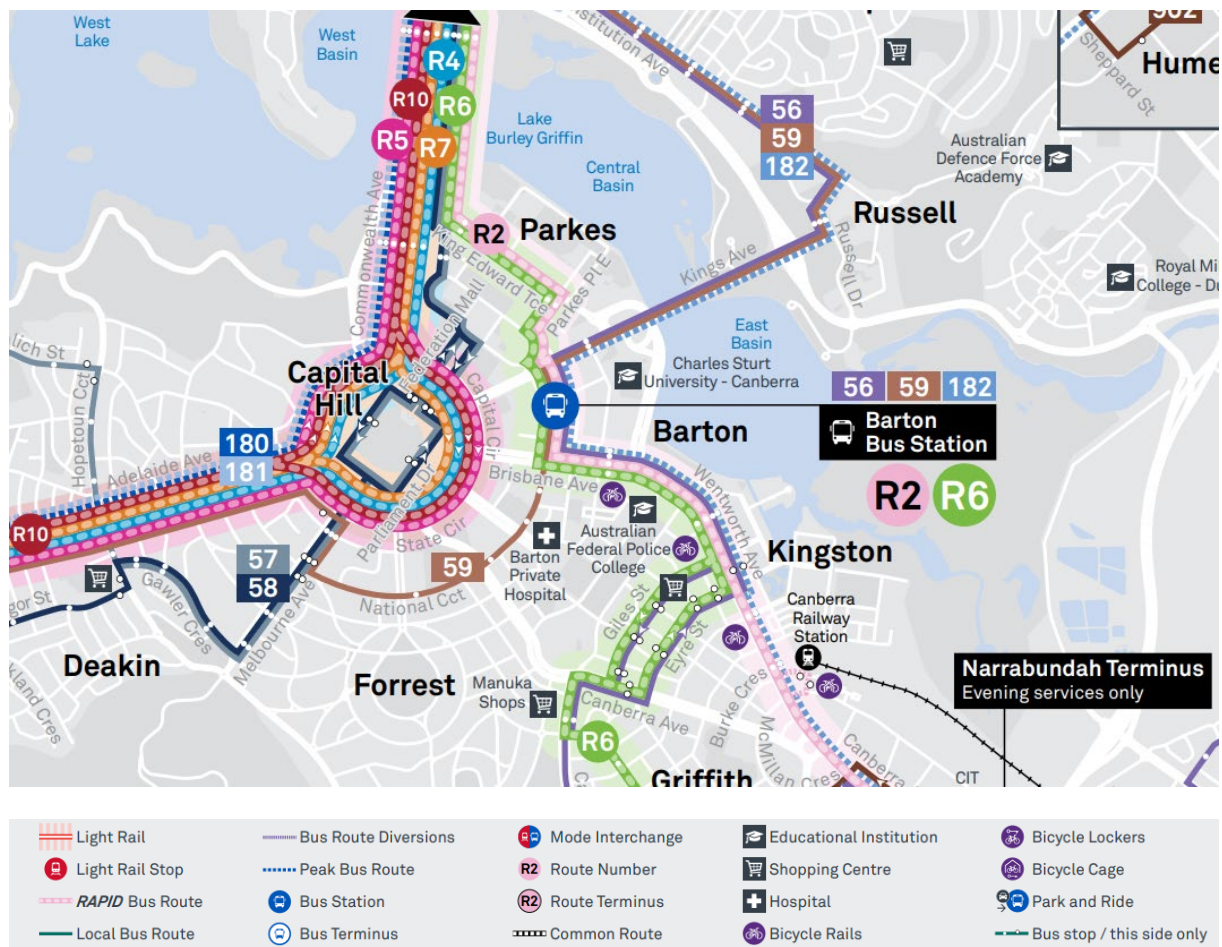 West
Lake
West
Basin
R4
R10
R6
R5
R7
Lake
Burley Griffin
Central
Basin
56
59
182
Sheppard St
Hume
Australian
Defence Force
Academy
Russell
Commonwealth Ave
R2
Parkes
King Edward Tce
Parkes PLE
Kings Ave
Russell Dr
Royal Mi
College - Du
Federation Mall
East
Basin
Hopetoun Cct
Capital
Hill
Capital Cir
Charles Sturt
University - Canberra
56 59 182
Barton
Bus Station
Barton
180
181
Adelaide Ave
Parliament Dr
Brisbane Ave
Wentworth Ave
R2 R6
R10
State Cir
Australian
Federal Police
College
Barton
Private
Hospital
Kingston
57
58
59
National Cct
Gawler Cres
Melbourne Ave
Giles St
Eyre St
Canberra
Railway
Station
Deakin
Forrest
Manuka
Shops
Canberra Ave
Burke Cres
McMillan Cres
Canberra
Narrabundah Terminus
Evening services only
R6
Griffith
CIT
Light Rail
Bus Route Diversions
Mode Interchange
Educational Institution
Bicycle Lockers
Light Rail Stop
Peak Bus Route
Route Number
Shopping Centre
Bicycle Cage
RAPID Bus Route
Bus Station
R2 Route Terminus
Hospital
Park and Ride
Local Bus Route
Bus Terminus
Common Route
Bicycle Rails
Bus stop / this side only